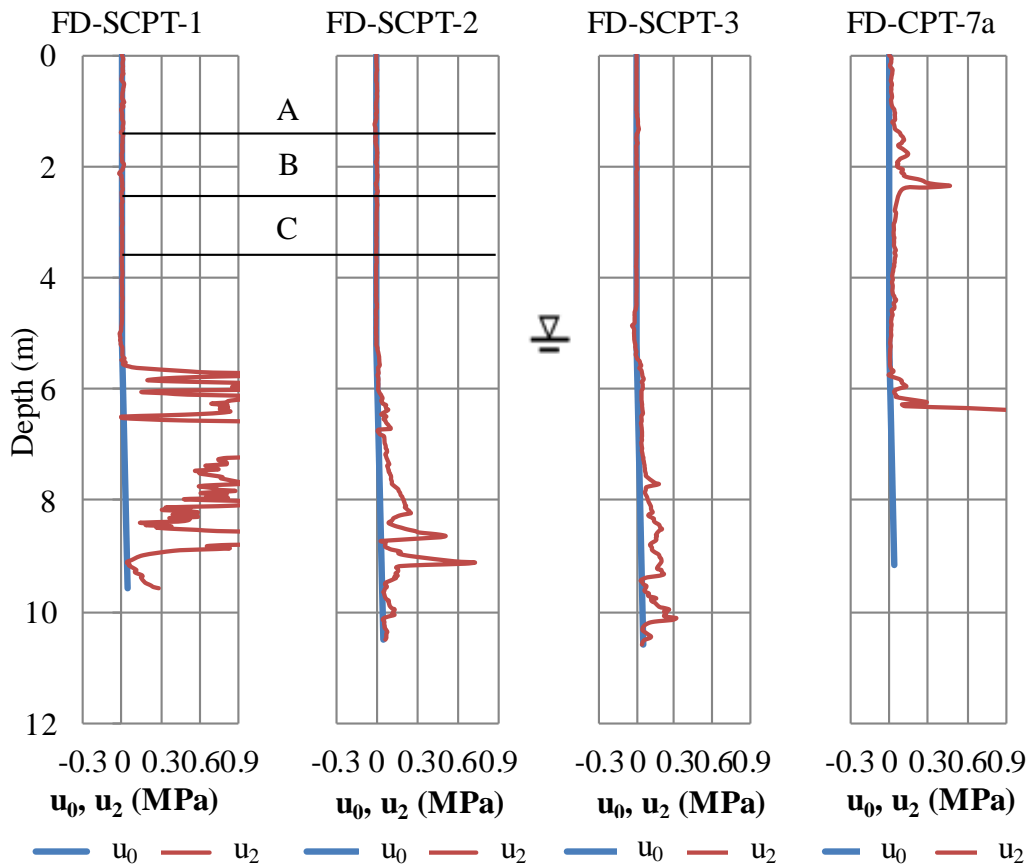 FD-SCPT-1 FD-SCPT-2 FD-SCPT-3 FD-CPT-7a
0
A
2
B
C
4
6
8
10
12
Depth (m)
-0.3 0 0.30.60.9 -0.3 0 0.30.60.9 -0.3 0 0.30.60.9 -0.3 0 0.30.60.9
u₀, u₂ (MPa) u₀, u₂ (MPa) u₀, u₂ (MPa) u₀, u₂ (MPa)
u₀ u₂ u₀ u₂ u₀ u₂ u₀ u₂